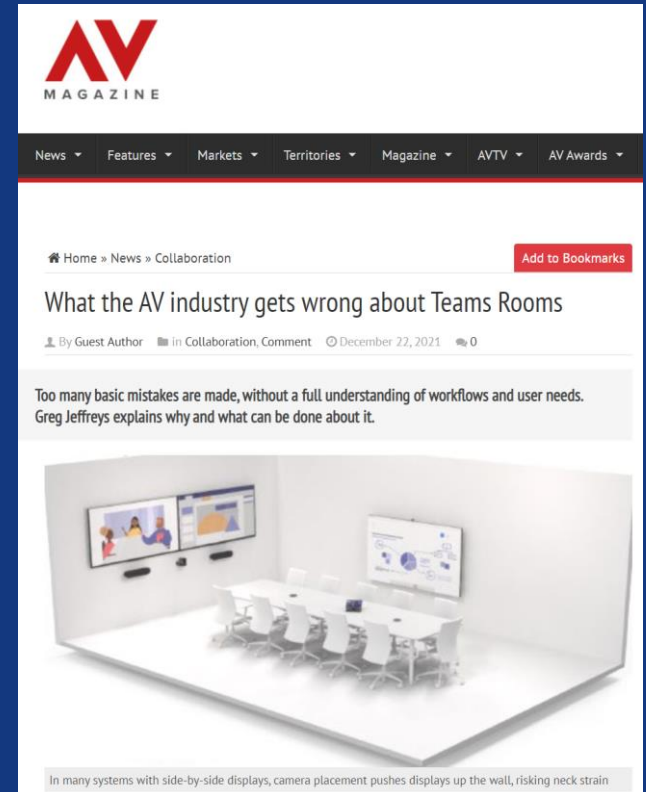 AV
MAGAZINE
News Features Markets Territories Magazine AVTV AV Awards
Home » News » Collaboration
Add to Bookmarks
What the AV industry gets wrong about Teams Rooms
By Guest Author in Collaboration, Comment December 22, 2021 0
Too many basic mistakes are made, without a full understanding of workflows and user needs.
Greg Jeffreys explains why and what can be done about it.
In many systems with side-by-side displays, camera placement pushes displays up the wall, risking neck strain